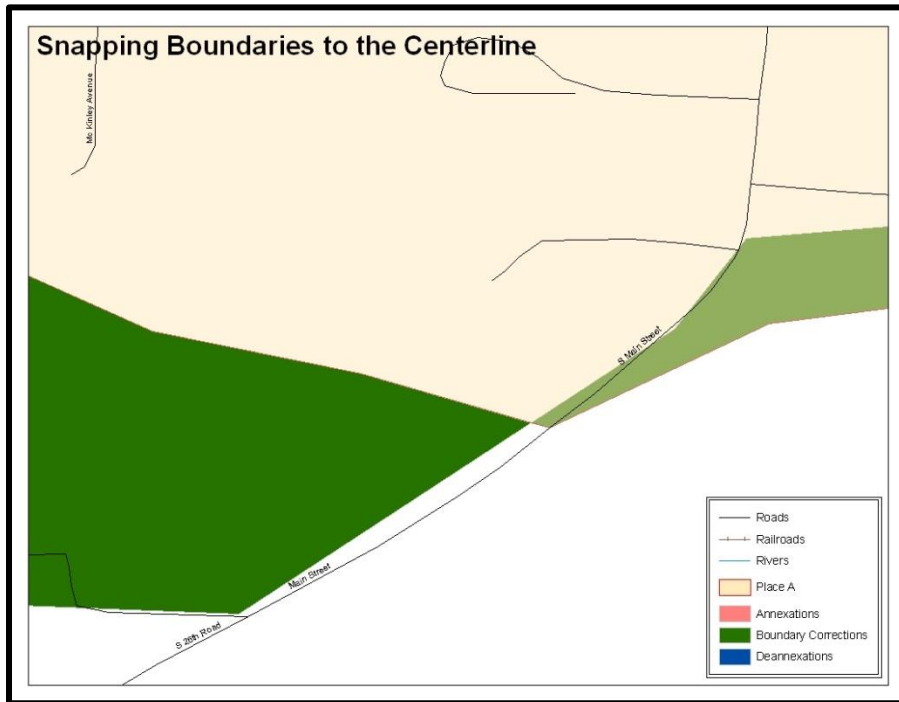 Snapping Boundaries to the Centerline
Mc Kinley Avenue
S Main Street
Main Street
S 26th Road
Roads
Railroads
Rivers
Place A
Annexations
Boundary Corrections
Deannexations